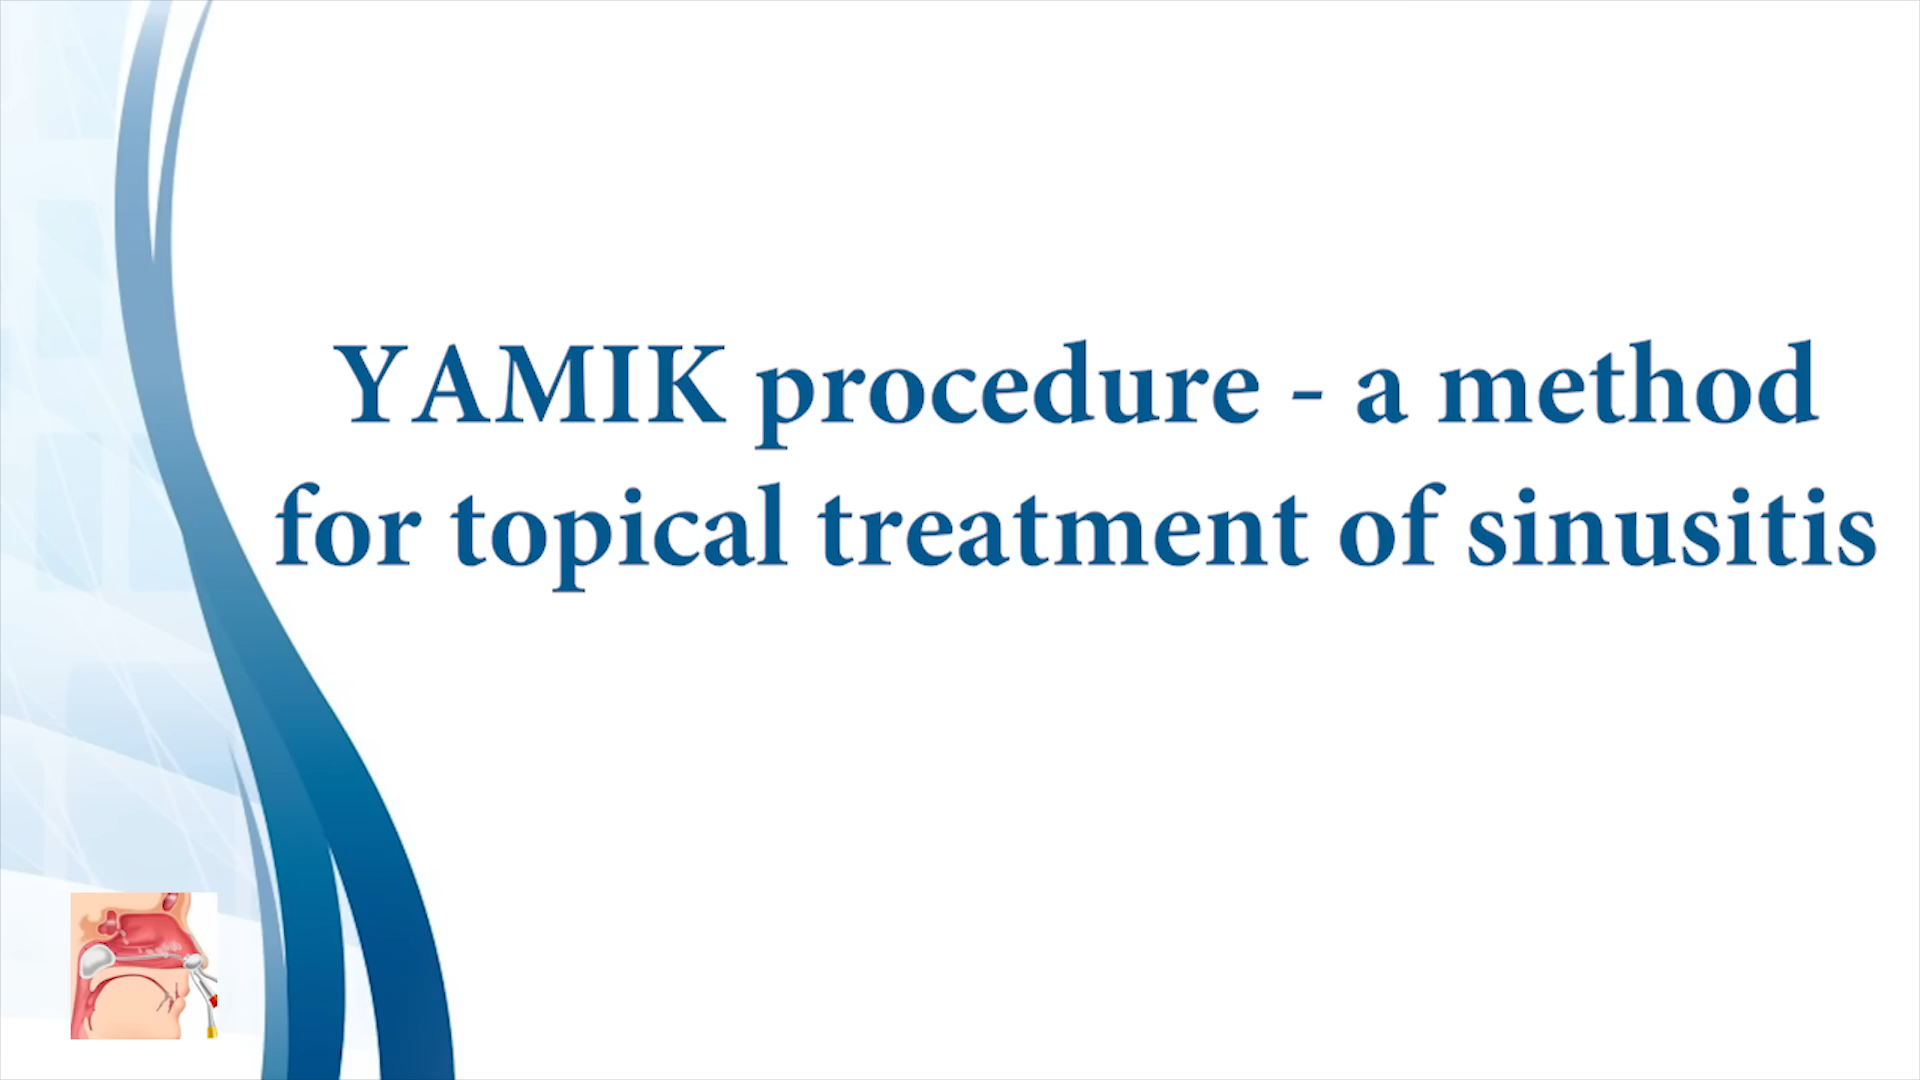 YAMIK procedure - a method
for topical treatment of sinusitis